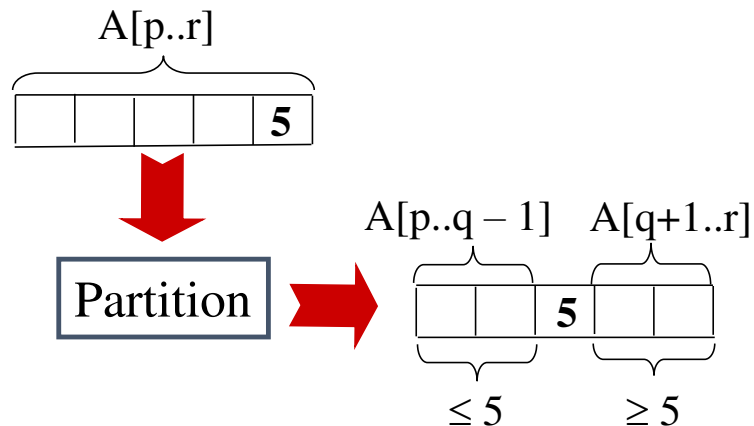 A[p..r]
5
A[p..q – 1] A[q+1..r]
Partition
5
≤ 5 ≥ 5